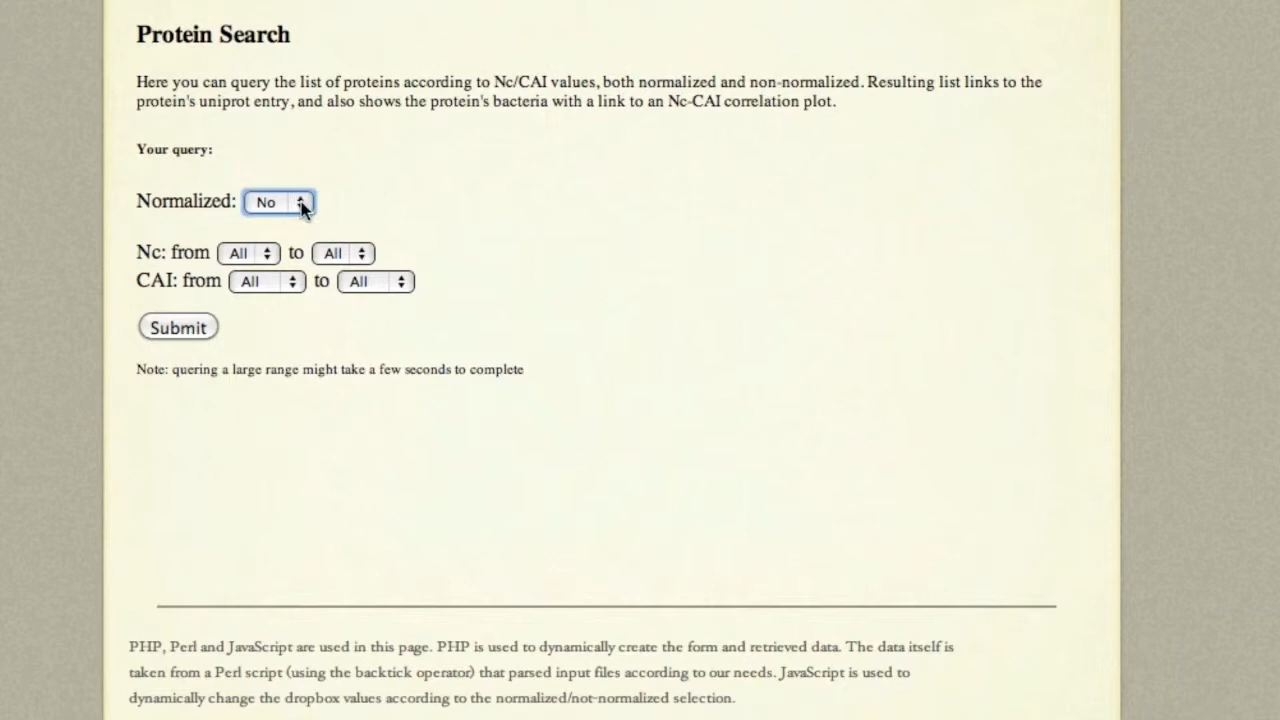 Protein Search
Here you can query the list of proteins according to Nc/CAI values, both normalized and non-normalized. Resulting list links to the
protein's uniprot entry, and also shows the protein's bacteria with a link to an Nc-CAI correlation plot.
Your query:
Normalized: No
Nc: from All to All
CAI: from All to All
Submit
Note: quering a large range might take a few seconds to complete
PHP, Perl and JavaScript are used in this page. PHP is used to dynamically create the form and retrieved data. The data itself is
taken from a Perl script (using the backtick operator) that parsed input files according to our needs. JavaScript is used to
dynamically change the dropbox values according to the normalized/not-normalized selection.